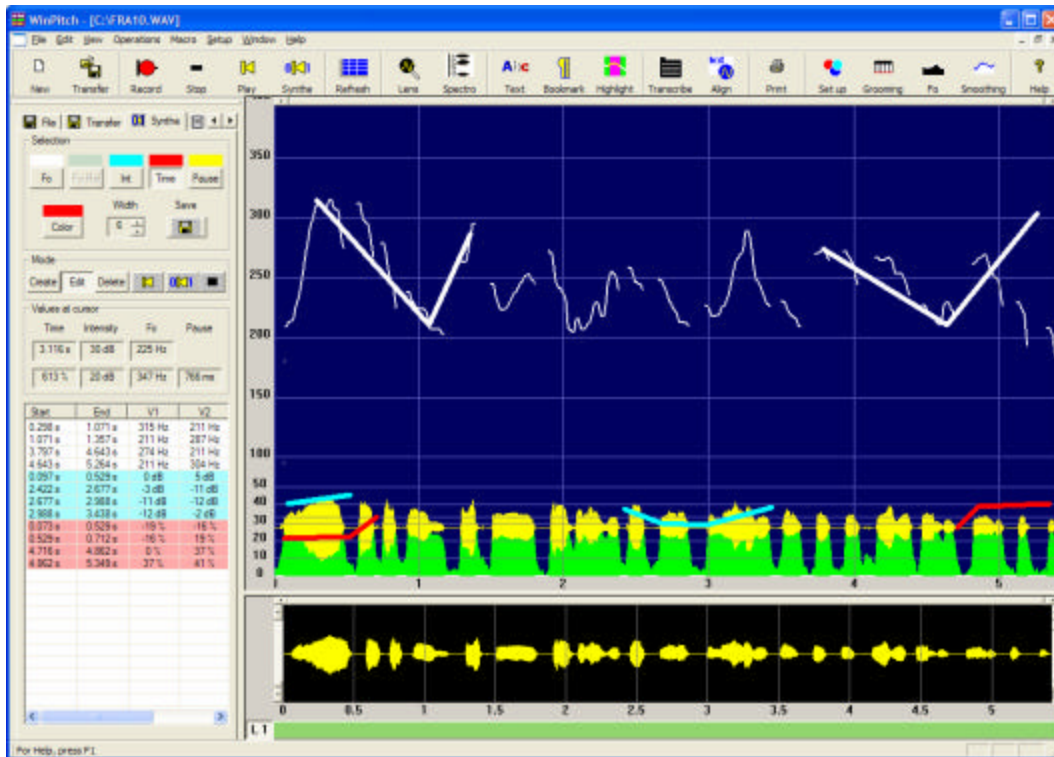 WinPitch - [C:\FRA10.WAV]
File Edit View Operations Macro Setup Window Help
New Transfer Record Stop Play Synthe Refresh Lens Spectro Text Bookmark Highlight Transcribe Align Print Set up Grooming Fo Smoothing Help
File Transfer Synthe
Selection
Fo Int Time Pause
Width Save
Color 6
Mode
Create Edit Delete
Values at cursor
Time Intensity Fo Pause
3.116 s 30 dB 225 Hz
613 % 20 dB 347 Hz 766 ms
Start End V1 V2
0.298 s 1.071 s 315 Hz 211 Hz
1.071 s 1.357 s 211 Hz 287 Hz
3.797 s 4.643 s 274 Hz 211 Hz
4.643 s 5.264 s 211 Hz 304 Hz
0.097 s 0.529 s 0 dB 5 dB
2.422 s 2.677 s -3 dB -11 dB
2.677 s 2.988 s -11 dB -12 dB
2.988 s 3.438 s -12 dB -2 dB
0.073 s 0.529 s -19 % -16 %
0.529 s 0.712 s -16 % 19 %
4.716 s 4.862 s 0 % 37 %
4.862 s 5.349 s 37 % 41 %
350
300
250
200
150
100
50
40
30
20
10
0
1 2 3 4 5
0 0.5 1 1.5 2 2.5 3 3.5 4 4.5 5
L 1
For Help, press F1